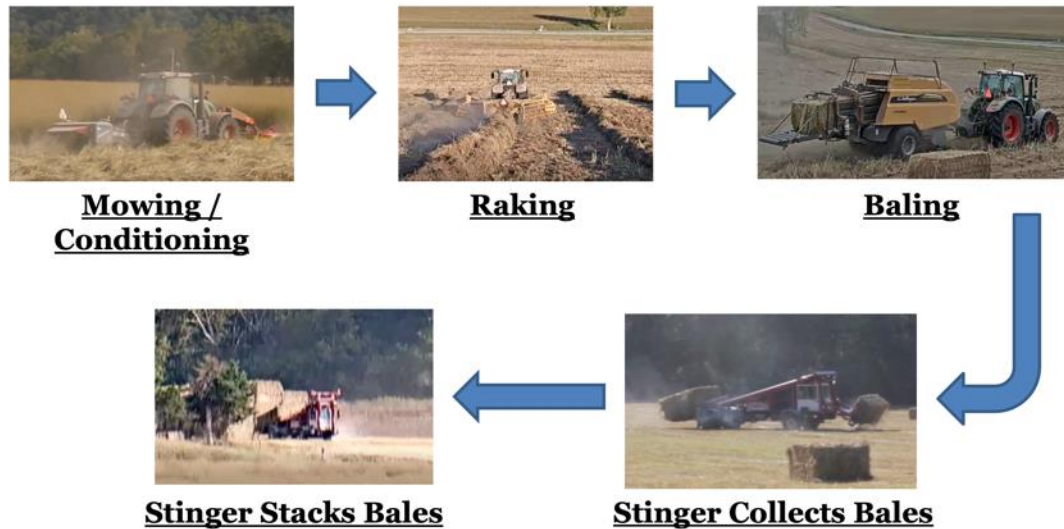 Mowing /
Conditioning
Raking
Baling
Stinger Stacks Bales
Stinger Collects Bales